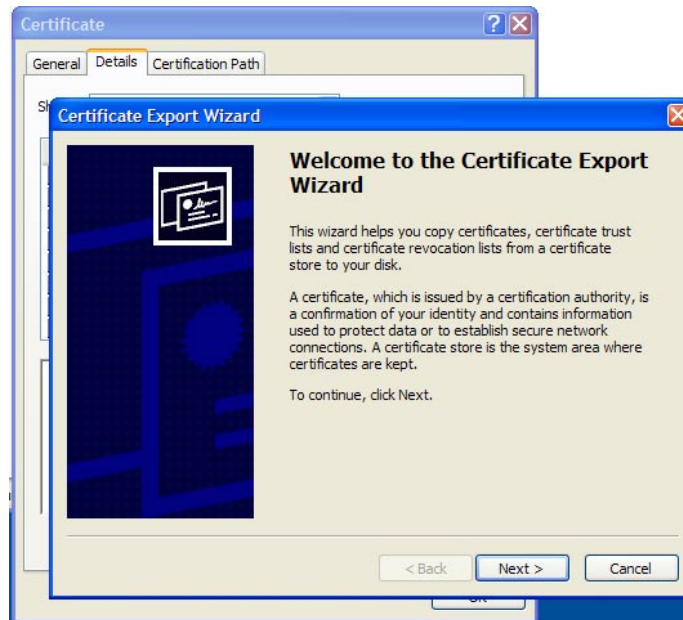 Certificate
General Details Certification Path
Certificate Export Wizard
Welcome to the Certificate Export
Wizard
This wizard helps you copy certificates, certificate trust
lists and certificate revocation lists from a certificate
store to your disk.
A certificate, which is issued by a certification authority, is
a confirmation of your identity and contains information
used to protect data or to establish secure network
connections. A certificate store is the system area where
certificates are kept.
To continue, click Next.
< Back Next > Cancel